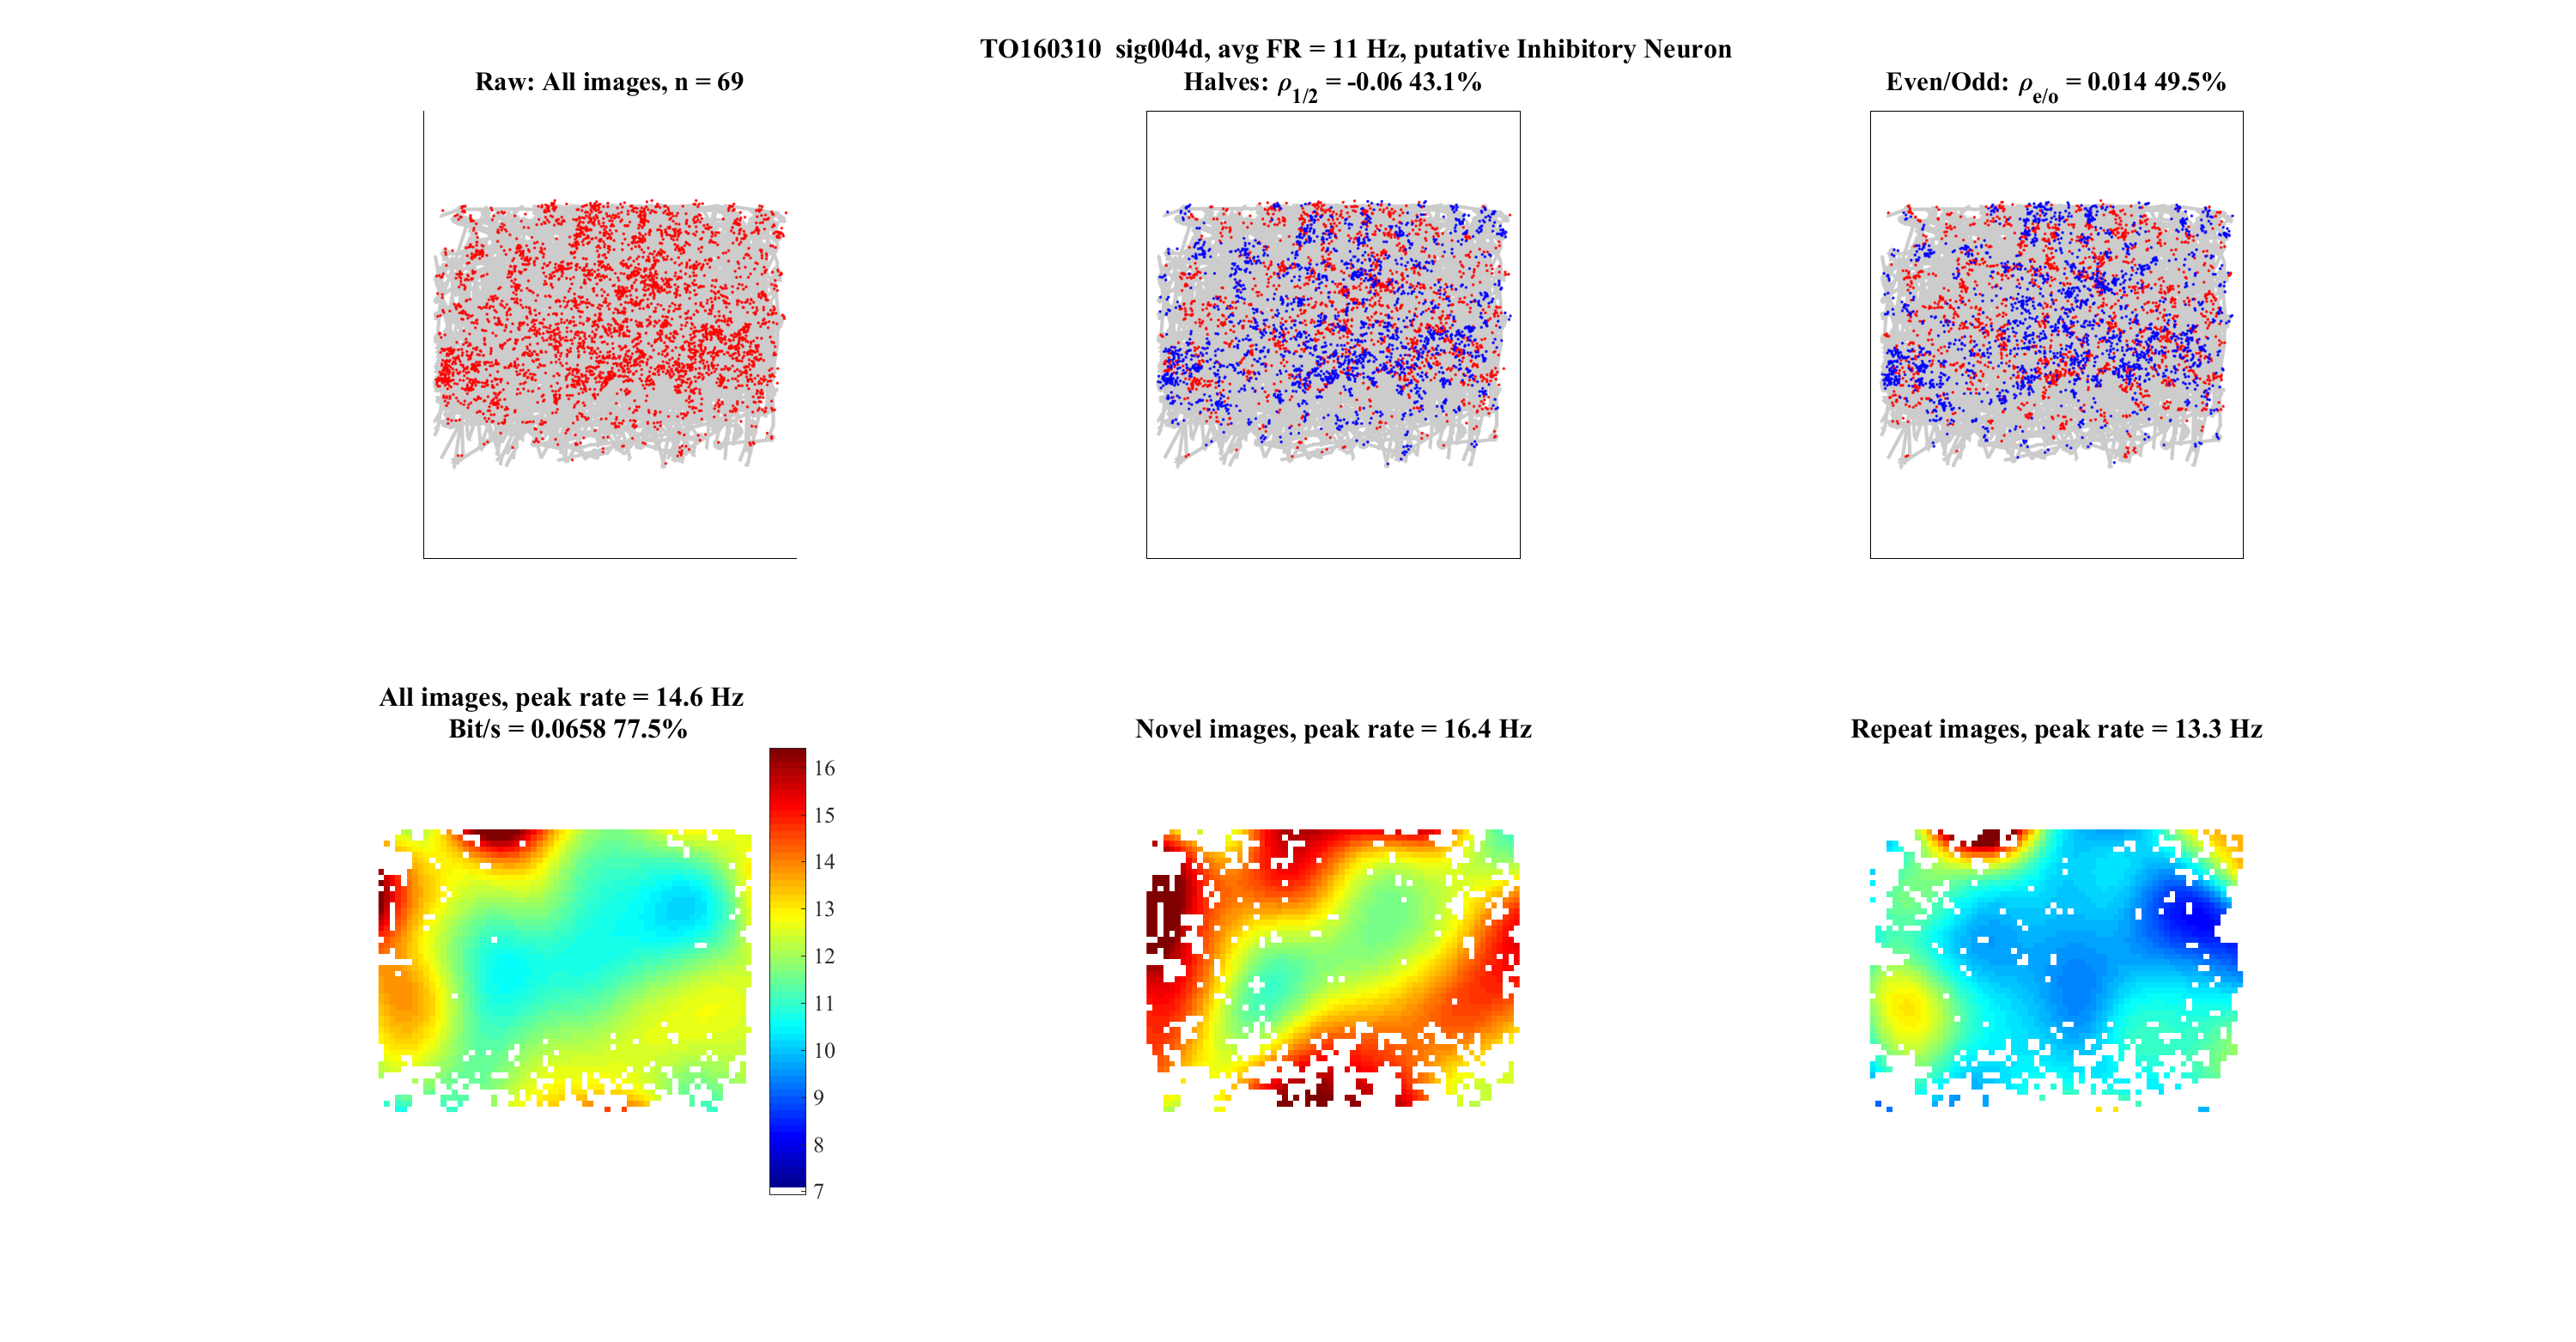 TO160310 sig004d, avg FR = 11 Hz, putative Inhibitory Neuron
Raw: All images, n = 69
Halves: ρ1/2 = -0.06 43.1%
Even/Odd: ρe/o = 0.014 49.5%
All images, peak rate = 14.6 Hz
Bit/s = 0.0658 77.5%
Novel images, peak rate = 16.4 Hz
Repeat images, peak rate = 13.3 Hz
16
15
14
13
12
11
10
9
8
7